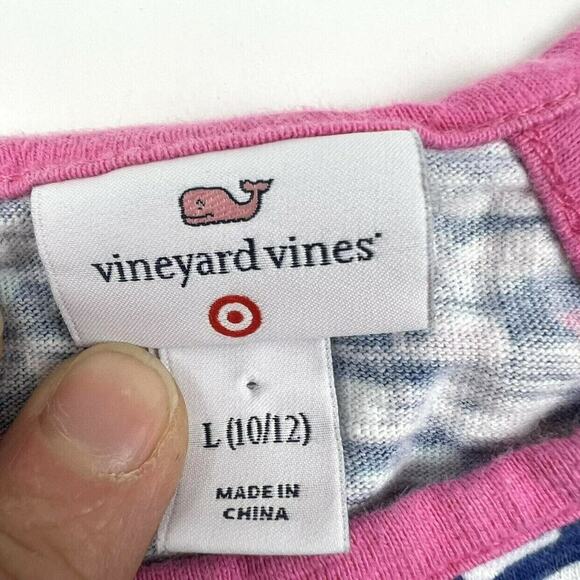 vineyard vines
L (10/12)
MADE IN
CHINA